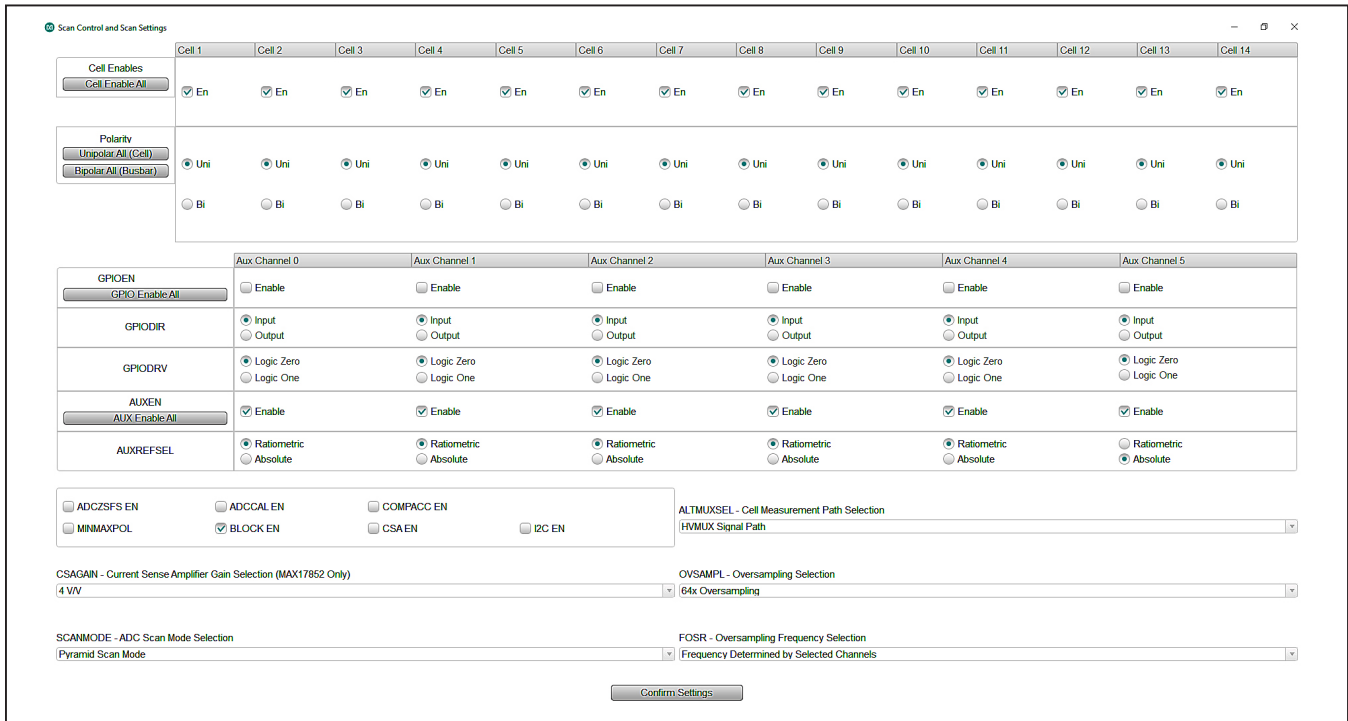 Scan Control and Scan Settings
Cell 1 Cell 2 Cell 3 Cell 4 Cell 5 Cell 6 Cell 7 Cell 8 Cell 9 Cell 10 Cell 11 Cell 12 Cell 13 Cell 14
Cell Enables
Cell Enable All
En En En En En En En En En En En En En En
Polarity
Unipolar All (Cell)
Bipolar All (Busbar)
Uni Uni Uni Uni Uni Uni Uni Uni Uni Uni Uni Uni Uni Uni
Bi Bi Bi Bi Bi Bi Bi Bi Bi Bi Bi Bi Bi Bi
Aux Channel 0 Aux Channel 1 Aux Channel 2 Aux Channel 3 Aux Channel 4 Aux Channel 5
GPIOEN
GPIO Enable All
Enable Enable Enable Enable Enable Enable
GPIODIR
Input Input Input Input Input Input
Output Output Output Output Output Output
GPIODRV
Logic Zero Logic Zero Logic Zero Logic Zero Logic Zero Logic Zero
Logic One Logic One Logic One Logic One Logic One Logic One
AUXEN
AUX Enable All
Enable Enable Enable Enable Enable Enable
AUXREFSEL
Ratiometric Ratiometric Ratiometric Ratiometric Ratiometric Ratiometric
Absolute Absolute Absolute Absolute Absolute Absolute
ADCZSFS EN ADCCAL EN COMPACC EN
MINMAXPOL BLOCK EN CSA EN I2C EN
ALTMUXSEL - Cell Measurement Path Selection
HVMUX Signal Path
CSAGAIN - Current Sense Amplifier Gain Selection (MAX17852 Only)
4 V/V
OVSAMPL - Oversampling Selection
64x Oversampling
SCANMODE - ADC Scan Mode Selection
Pyramid Scan Mode
FOSR - Oversampling Frequency Selection
Frequency Determined by Selected Channels
Confirm Settings